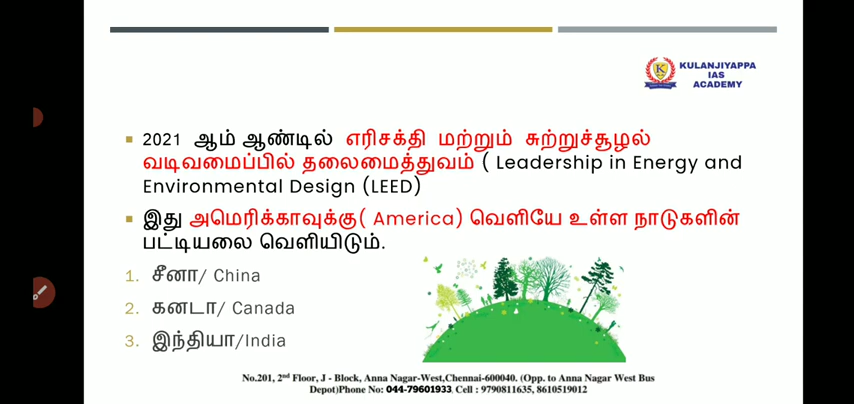 KULANJIYAPPA
IAS
ACADEMY
2021 ஆம் ஆண்டில் எரிசக்தி மற்றும் சுற்றுச்சூழல்
வடிவமைப்பில் தலைமைத்துவம் ( Leadership in Energy and
Environmental Design (LEED)
இது அமெரிக்காவுக்கு( America) வெளியே உள்ள நாடுகளின்
பட்டியலை வெளியிடும்.
1. சீனா/ China
2. கனடா/ Canada
3. இந்தியா/India
No.201, 2nd Floor, J - Block, Anna Nagar-West,Chennai-600040. (Opp. to Anna Nagar West Bus
Depot)Phone No: 044-79601933, Cell : 9790811635, 8610519012